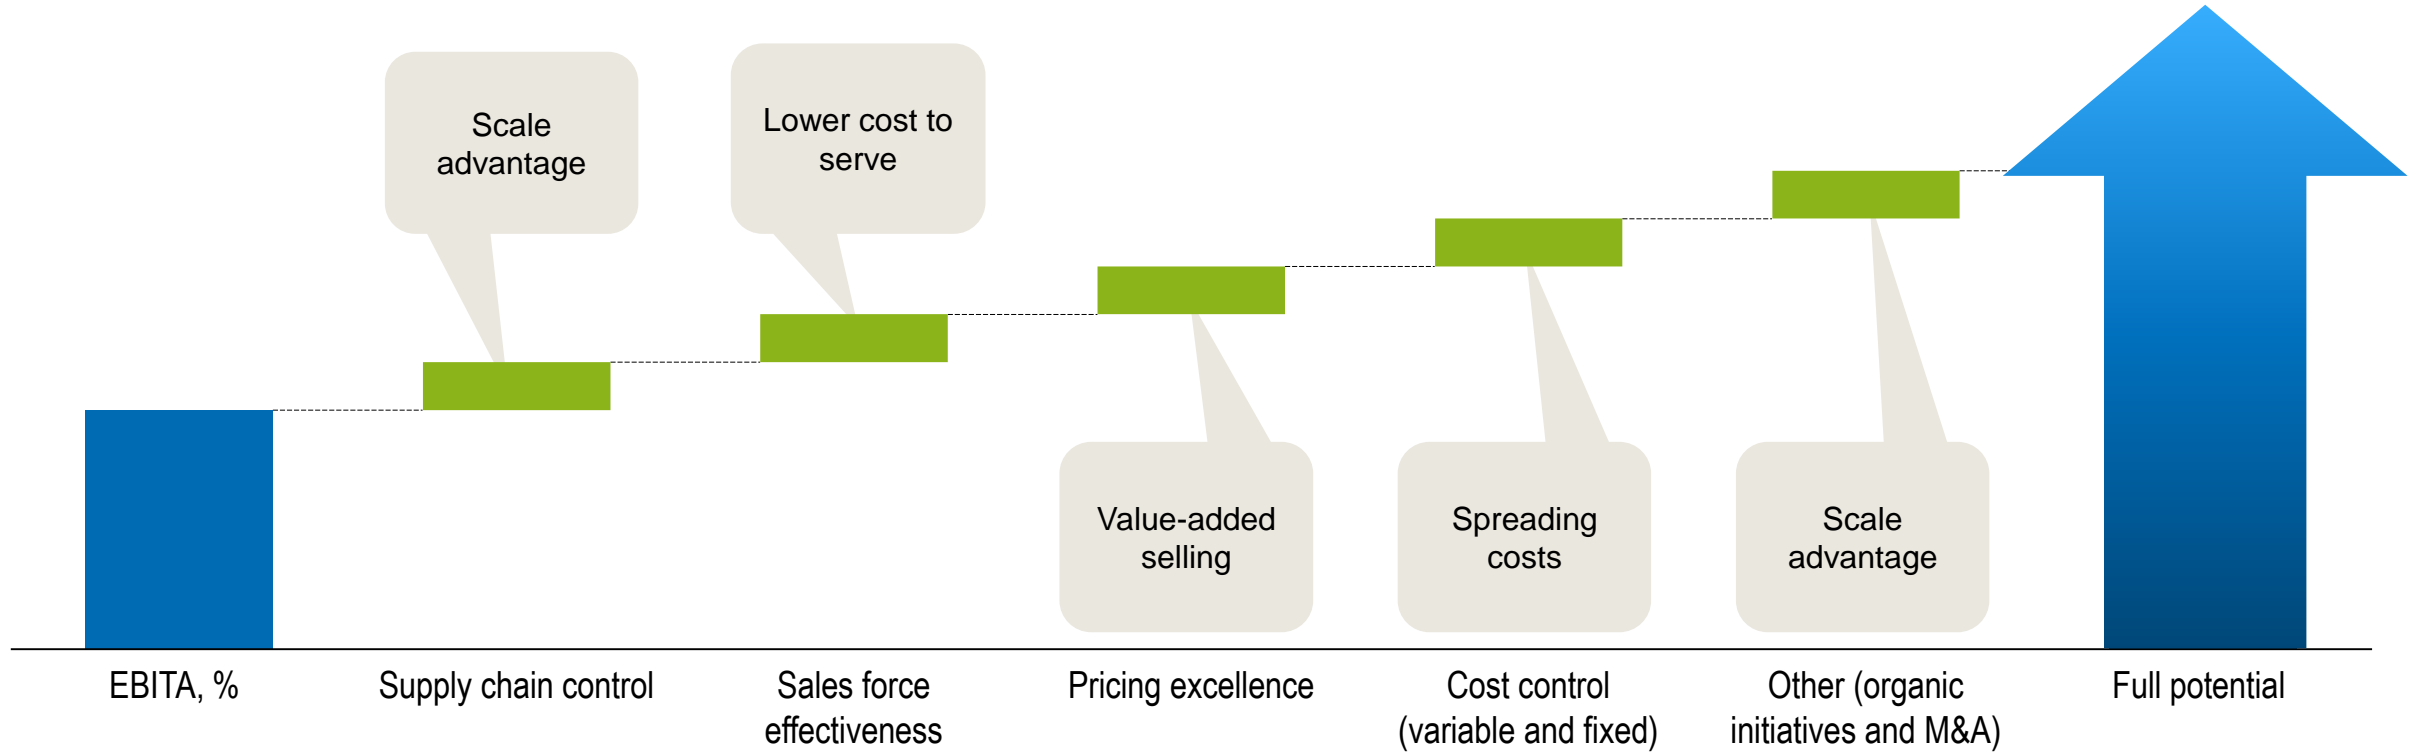 Scale
advantage
Lower cost to
serve
Value-added
selling
Spreading
costs
Scale
advantage
EBITA, %
Supply chain control
Sales force
effectiveness
Pricing excellence
Cost control
(variable and fixed)
Other (organic
initiatives and M&A)
Full potential